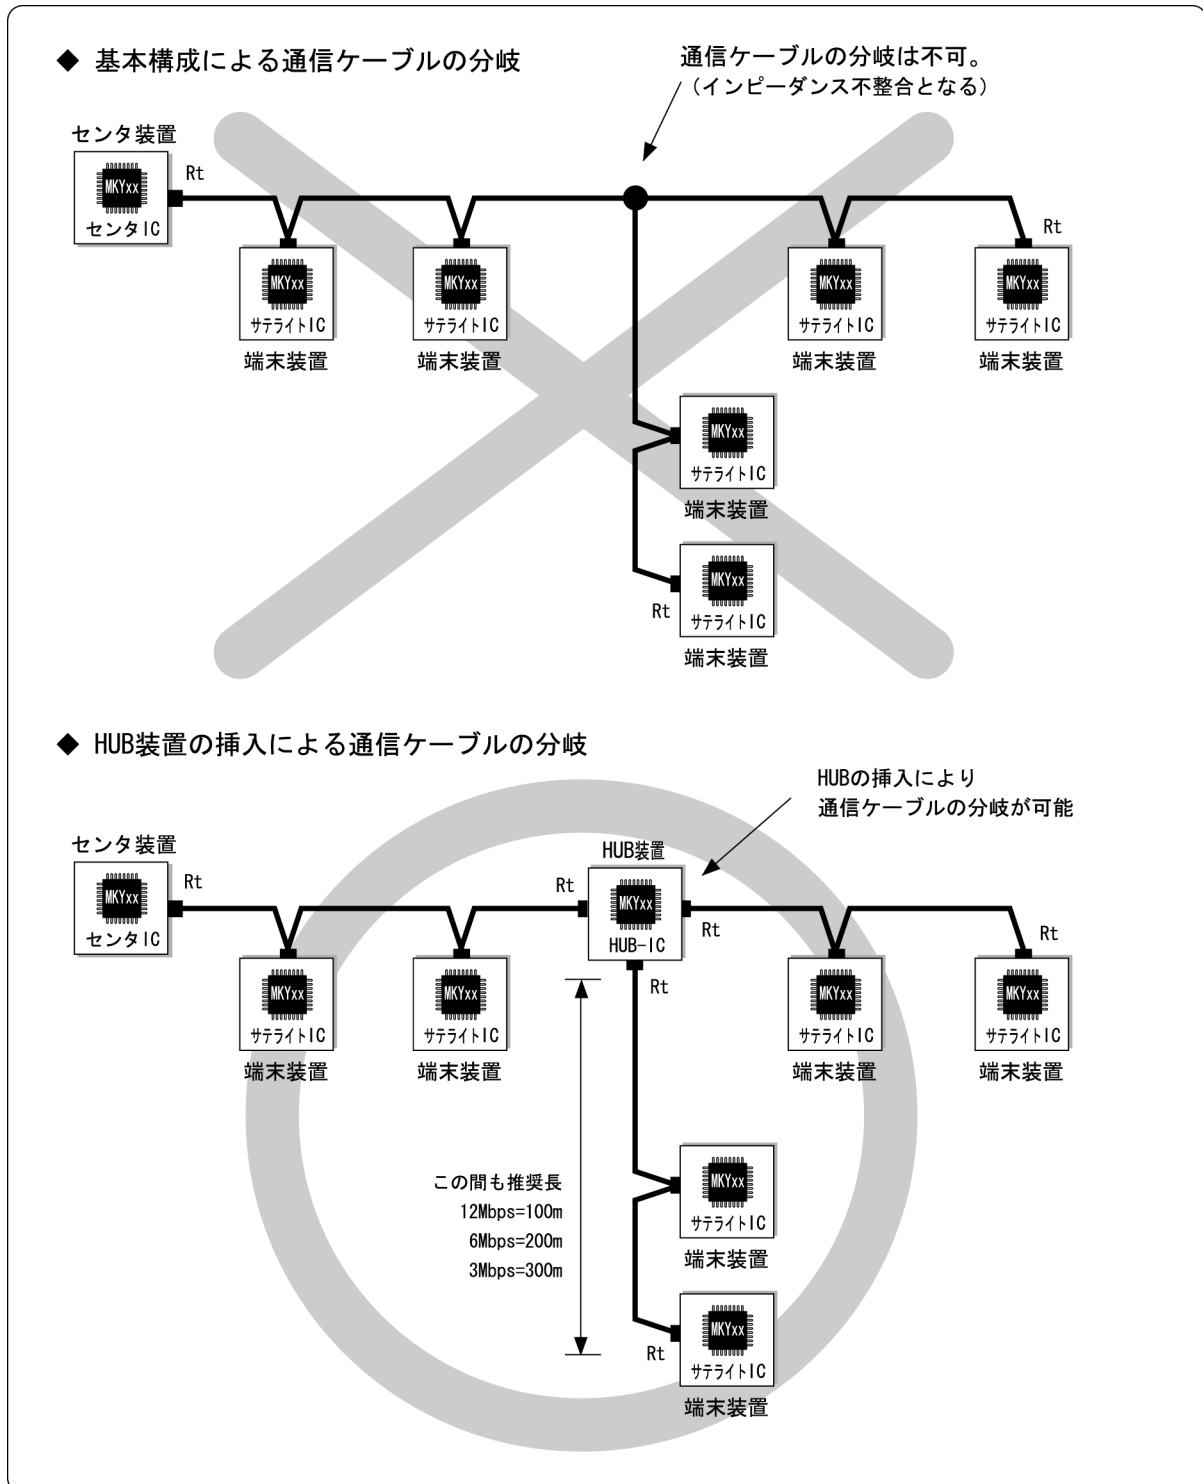 ◆ 基本構成による通信ケーブルの分岐
通信ケーブルの分岐は不可。
（インピーダンス不整合となる）
センタ装置
MKYxx
センタIC
Rt
MKYxx
サテライトIC
端末装置
MKYxx
サテライトIC
端末装置
MKYxx
サテライトIC
端末装置
Rt
MKYxx
サテライトIC
端末装置
MKYxx
サテライトIC
端末装置
Rt
MKYxx
サテライトIC
端末装置
◆ HUB装置の挿入による通信ケーブルの分岐
HUBの挿入により
通信ケーブルの分岐が可能
センタ装置
MKYxx
センタIC
Rt
HUB装置
Rt
MKYxx
HUB-IC
Rt
Rt
MKYxx
サテライトIC
端末装置
MKYxx
サテライトIC
端末装置
MKYxx
サテライトIC
端末装置
Rt
MKYxx
サテライトIC
端末装置
この間も推奨長
12Mbps=100m
6Mbps=200m
3Mbps=300m
MKYxx
サテライトIC
端末装置
Rt
MKYxx
サテライトIC
端末装置